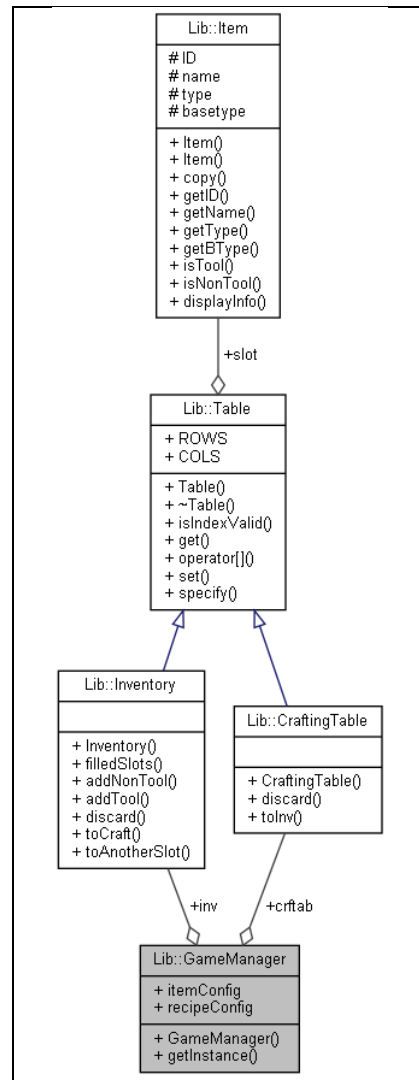 Lib::Item
# ID
# name
# type
# basetype
+ Item()
+ Item()
+ copy()
+ getID()
+ getName()
+ getType()
+ getBType()
+ isTool()
+ isNonTool()
+ displayInfo()
+slot
Lib::Table
+ ROWS
+ COLS
+ Table()
+ ~Table()
+ isIndexValid()
+ get()
+ operator[]()
+ set()
+ specify()
Lib::Inventory
+ Inventory()
+ filledSlots()
+ addNonTool()
+ addTool()
+ discard()
+ toCraft()
+ toAnotherSlot()
Lib::CraftingTable
+ CraftingTable()
+ discard()
+ toInv()
+inv
+crftab
Lib::GameManager
+ itemConfig
+ recipeConfig
+ GameManager()
+ getInstance()